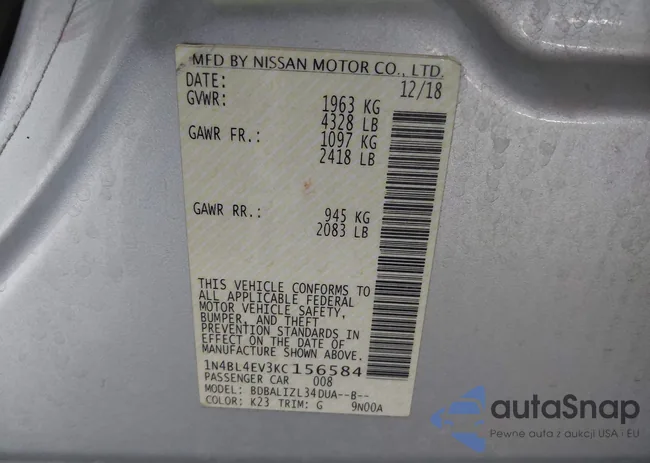 MFD BY NISSAN MOTOR CO., LTD.
DATE: 12/18
GVWR: 1963 KG
4328 LB
GAWR FR.: 1097 KG
2418 LB
GAWR RR.: 945 KG
2083 LB
THIS VEHICLE CONFORMS TO
ALL APPLICABLE FEDERAL
MOTOR VEHICLE SAFETY,
BUMPER, AND THEFT
PREVENTION STANDARDS IN
EFFECT ON THE DATE OF
MANUFACTURE SHOWN ABOVE.
1N4BL4EV3KC156584
PASSENGER CAR 008
MODEL: BDBALIZL34DUA--B--
COLOR: K23 TRIM: G 9N00A
autoSnap
Pewne auta z aukcji USA i EU